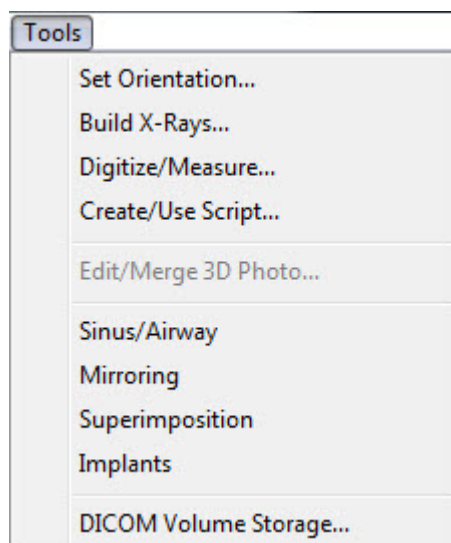 Tools
Set Orientation...
Build X-Rays...
Digitize/Measure...
Create/Use Script...
Edit/Merge 3D Photo...
Sinus/Airway
Mirroring
Superimposition
Implants
DICOM Volume Storage...